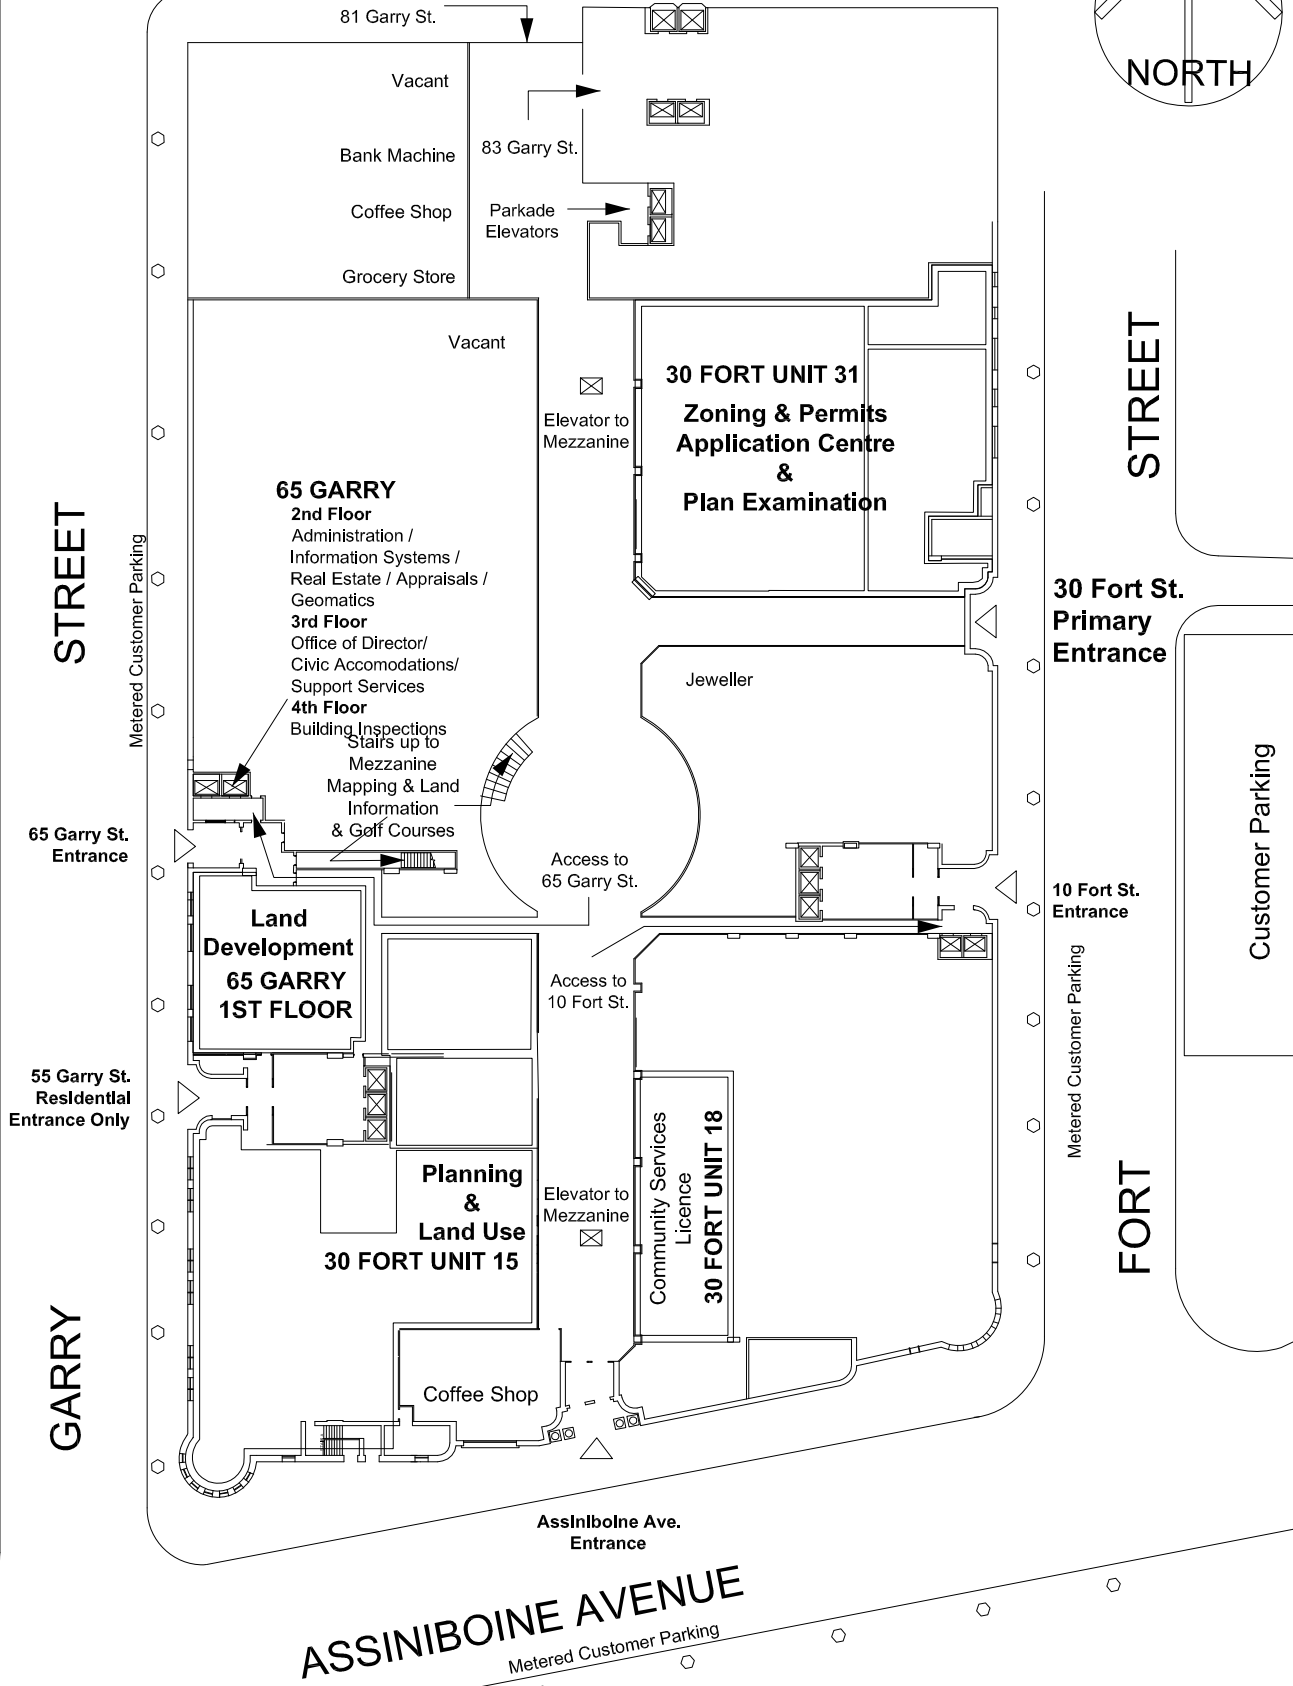 81 Garry St.
NORTH
Vacant
83 Garry St.
Bank Machine
Coffee Shop
Parkade
Elevators
Grocery Store
Vacant
30 FORT UNIT 31
Zoning & Permits
Application Centre
&
Plan Examination
Elevator to
Mezzanine
65 GARRY
2nd Floor
Administration /
Information Systems /
Real Estate / Appraisals /
Geomatics
3rd Floor
Office of Director/
Civic Accomodations/
Support Services
4th Floor
Building Inspections
Stairs up to
Mezzanine
Mapping & Land
Information
& Golf Courses
STREET
Metered Customer Parking
STREET
30 Fort St.
Primary
Entrance
Jeweller
Customer Parking
65 Garry St.
Entrance
Access to
65 Garry St.
10 Fort St.
Entrance
Land
Development
65 GARRY
1ST FLOOR
Access to
10 Fort St.
Metered Customer Parking
55 Garry St.
Residential
Entrance Only
Planning
&
Land Use
30 FORT UNIT 15
Elevator to
Mezzanine
Community Services
Licence
30 FORT UNIT 18
FORT
GARRY
Coffee Shop
Assiniboine Ave.
Entrance
ASSINIBOINE AVENUE
Metered Customer Parking